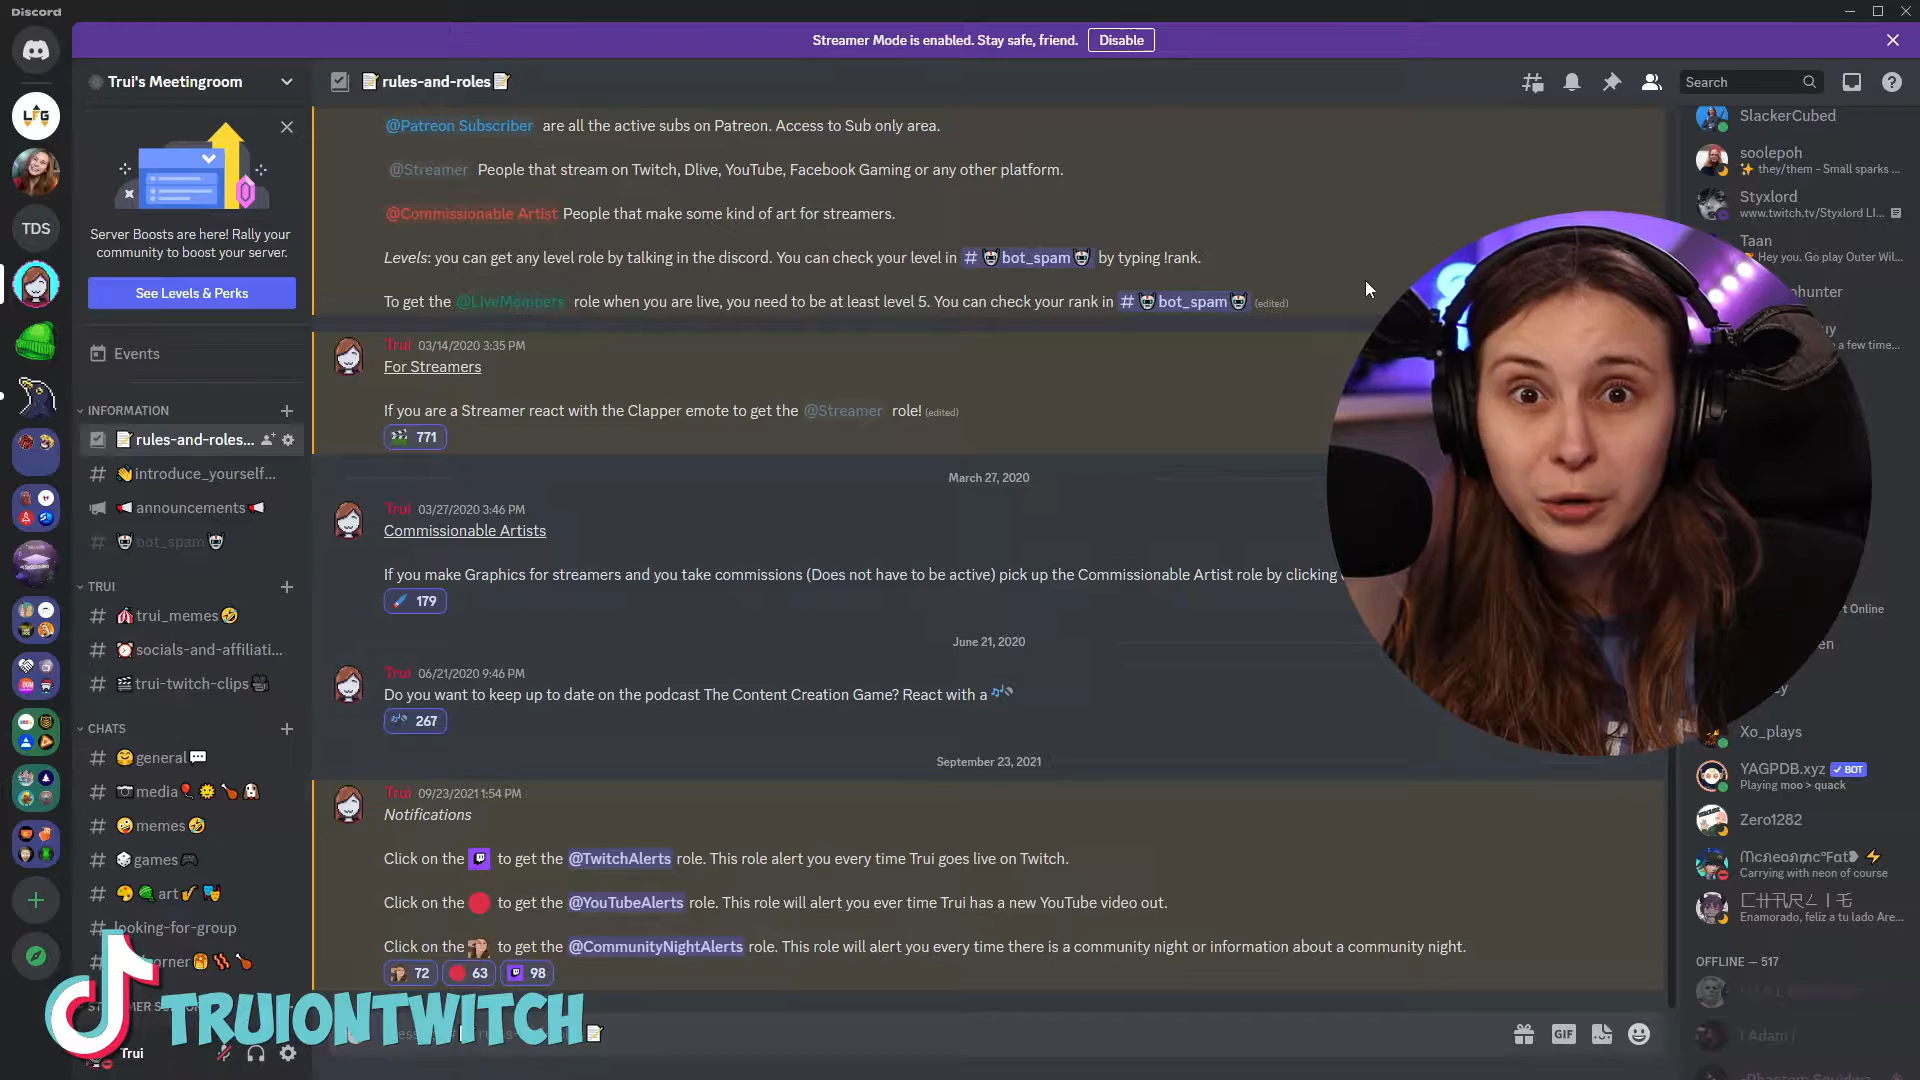 Discord
Streamer Mode is enabled. Stay safe, friend. Disable
Trui's Meetingroom
rules-and-roles
Search
LFG
TDS
Server Boosts are here! Rally your
community to boost your server.
See Levels & Perks
Events
INFORMATION
rules-and-roles...
introduce_yourself...
announcements
bot_spam
TRUI
trui_memes
socials-and-affiliati...
trui-twitch-clips
CHATS
general
media
memes
games
art
looking-for-group
orner
Trui
@Patreon Subscriber are all the active subs on Patreon. Access to Sub only area.
@Streamer People that stream on Twitch, Dlive, YouTube, Facebook Gaming or any other platform.
@Commissionable Artist People that make some kind of art for streamers.
Levels: you can get any level role by talking in the discord. You can check your level in # bot_spam by typing !rank.
To get the @LiveMembers role when you are live, you need to be at least level 5. You can check your rank in # bot_spam (edited)
Trui 03/14/2020 3:35 PM
For Streamers
If you are a Streamer react with the Clapper emote to get the @Streamer role! (edited)
771
March 27, 2020
Trui 03/27/2020 3:46 PM
Commissionable Artists
If you make Graphics for streamers and you take commissions (Does not have to be active) pick up the Commissionable Artist role by clicking
179
June 21, 2020
Trui 06/21/2020 9:46 PM
Do you want to keep up to date on the podcast The Content Creation Game? React with a
267
September 23, 2021
Trui 09/23/2021 1:54 PM
Notifications
Click on the to get the @TwitchAlerts role. This role alert you every time Trui goes live on Twitch.
Click on the to get the @YouTubeAlerts role. This role will alert you ever time Trui has a new YouTube video out.
Click on the to get the @CommunityNightAlerts role. This role will alert you every time there is a community night or information about a community night.
72 63 98
GIF
SlackerCubed
soolepoh
they/them - Small sparks ...
Styxlord
www.twitch.tv/Styxlord LI...
Taan
Hey you. Go play Outer Wil...
hunter
a few time...
t Online
Xo_plays
YAGPDB.xyz BOT
Playing moo > quack
Zero1282
Carrying with neon of course
Enamorado, feliz a tu lado Are...
OFFLINE — 517
I Adam |
TRUIONTWITCH